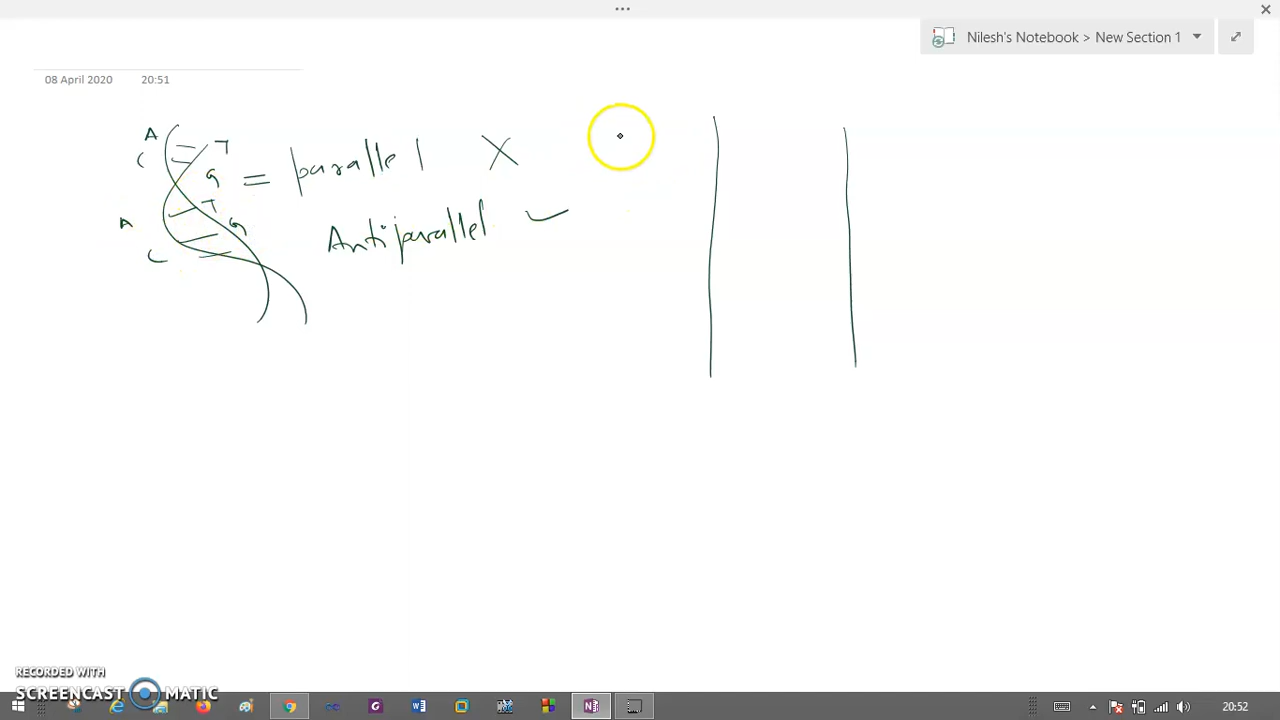 Nilesh's Notebook > New Section 1
08 April 2020 20:51
A T
C G = parallel X
A T
G
C
Antiparallel ✓
RECORDED WITH
SCREENCAST MATIC
20:52